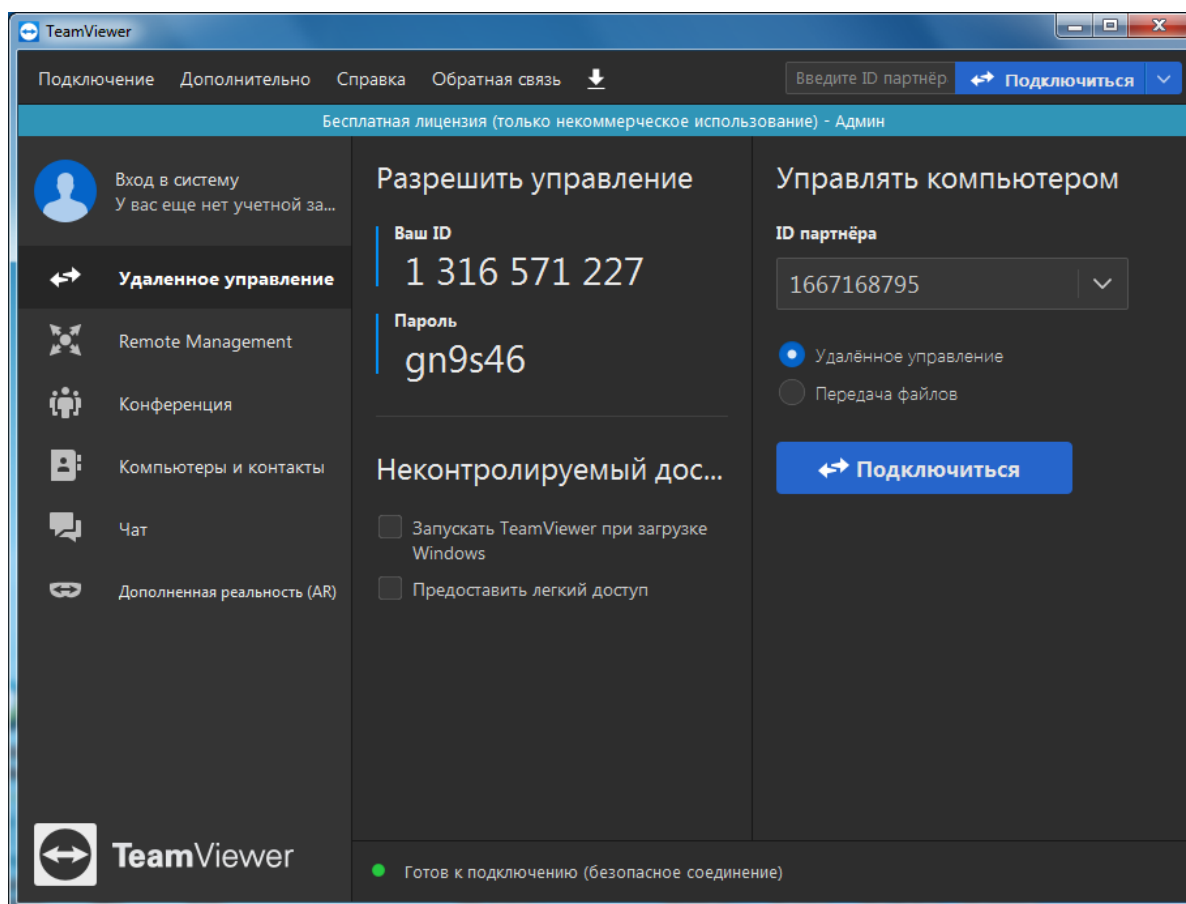 TeamViewer
Подключение Дополнительно Справка Обратная связь
Введите ID партнёр
Подключиться
Бесплатная лицензия (только некоммерческое использование) - Админ
Вход в систему
У вас еще нет учетной за...
Удаленное управление
Remote Management
Конференция
Компьютеры и контакты
Чат
Дополненная реальность (AR)
TeamViewer
Разрешить управление
Ваш ID
1 316 571 227
Пароль
gn9s46
Неконтролируемый дос...
Запускать TeamViewer при загрузке
Windows
Предоставить легкий доступ
Управлять компьютером
ID партнёра
1667168795
Удалённое управление
Передача файлов
Подключиться
Готов к подключению (безопасное соединение)